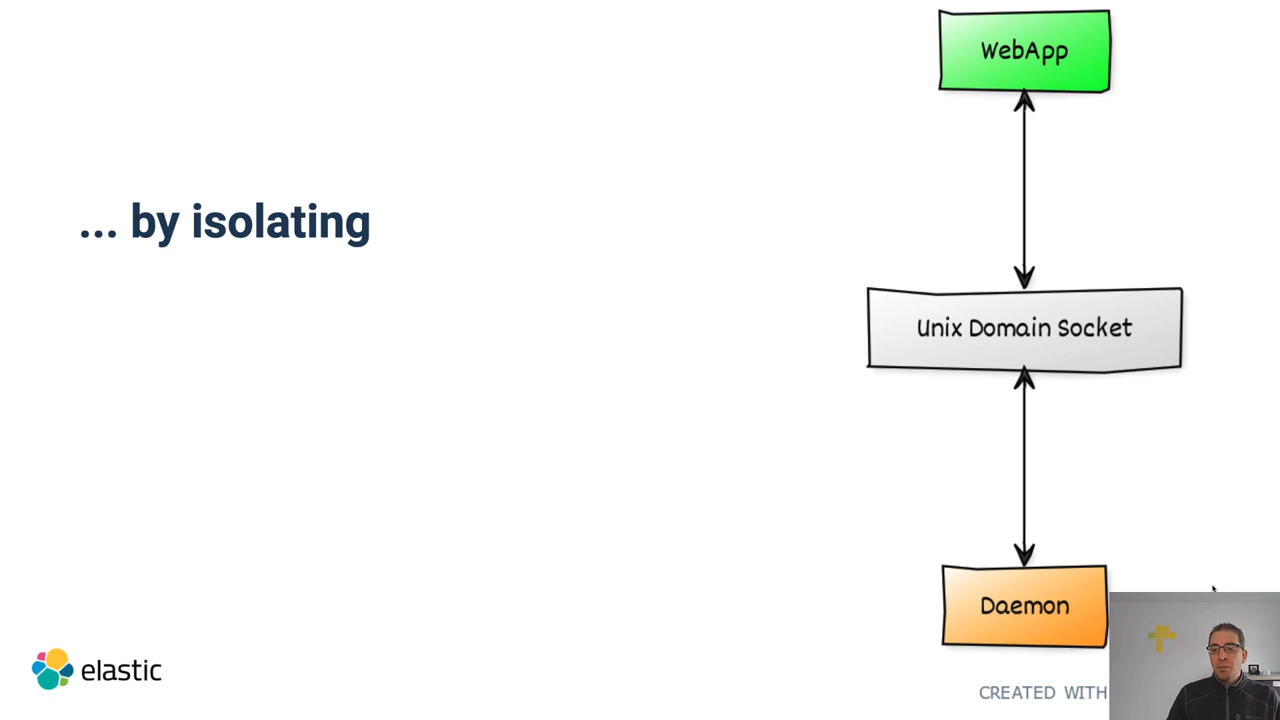 WebApp
... by isolating
Unix Domain Socket
Daemon
elastic
CREATED WITH